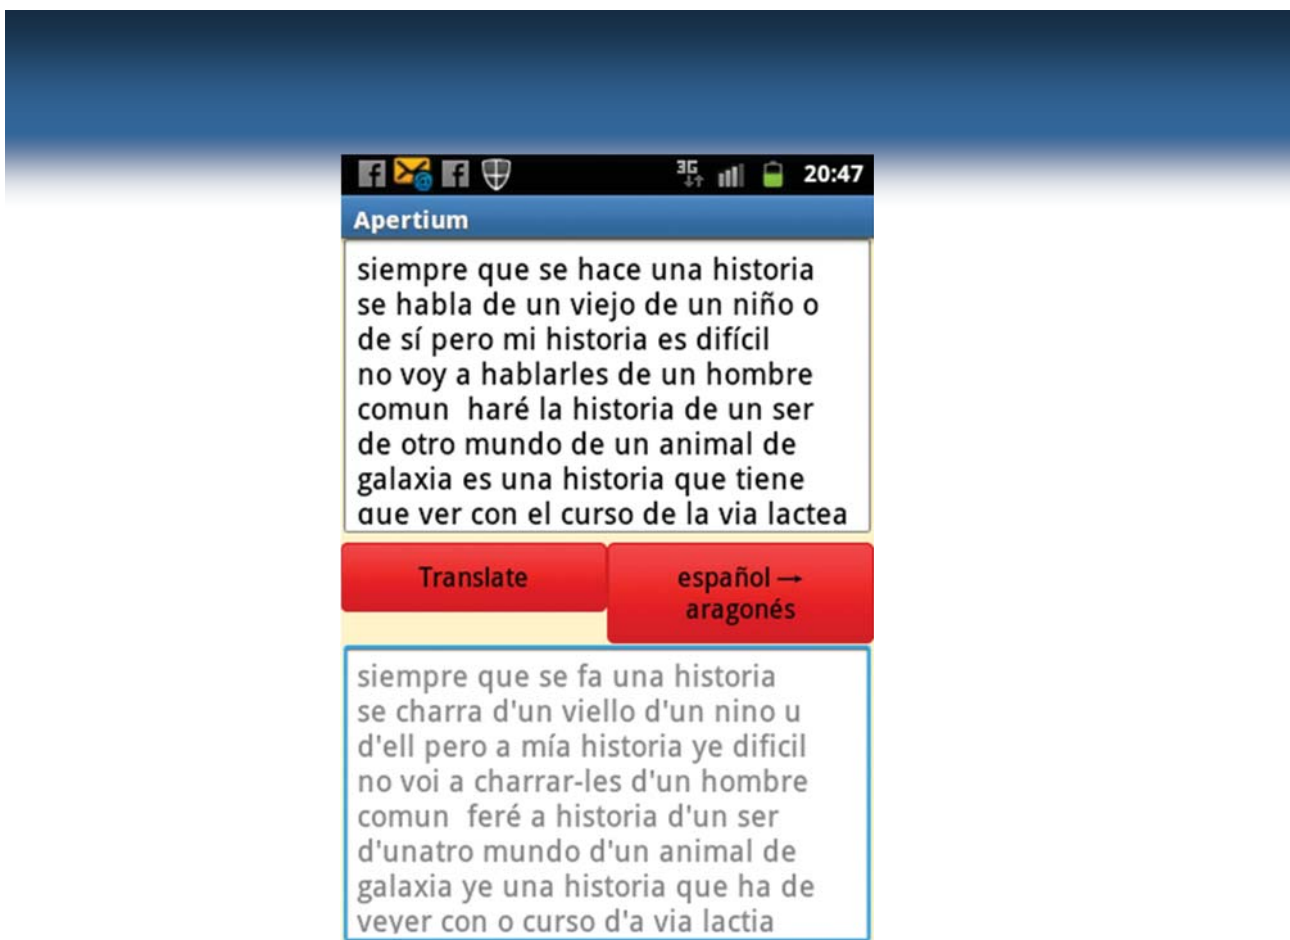 3G
20:47
Apertium
siempre que se hace una historia
se habla de un viejo de un niño o
de sí pero mi historia es difícil
no voy a hablarles de un hombre
comun  haré la historia de un ser
de otro mundo de un animal de
galaxia es una historia que tiene
que ver con el curso de la via lactea
Translate
español →
aragonés
siempre que se fa una historia
se charra d'un viello d'un nino u
d'ell pero a mía historia ye dificil
no voi a charrar-les d'un hombre
comun  feré a historia d'un ser
d'unatro mundo d'un animal de
galaxia ye una historia que ha de
veyer con o curso d'a via lactia